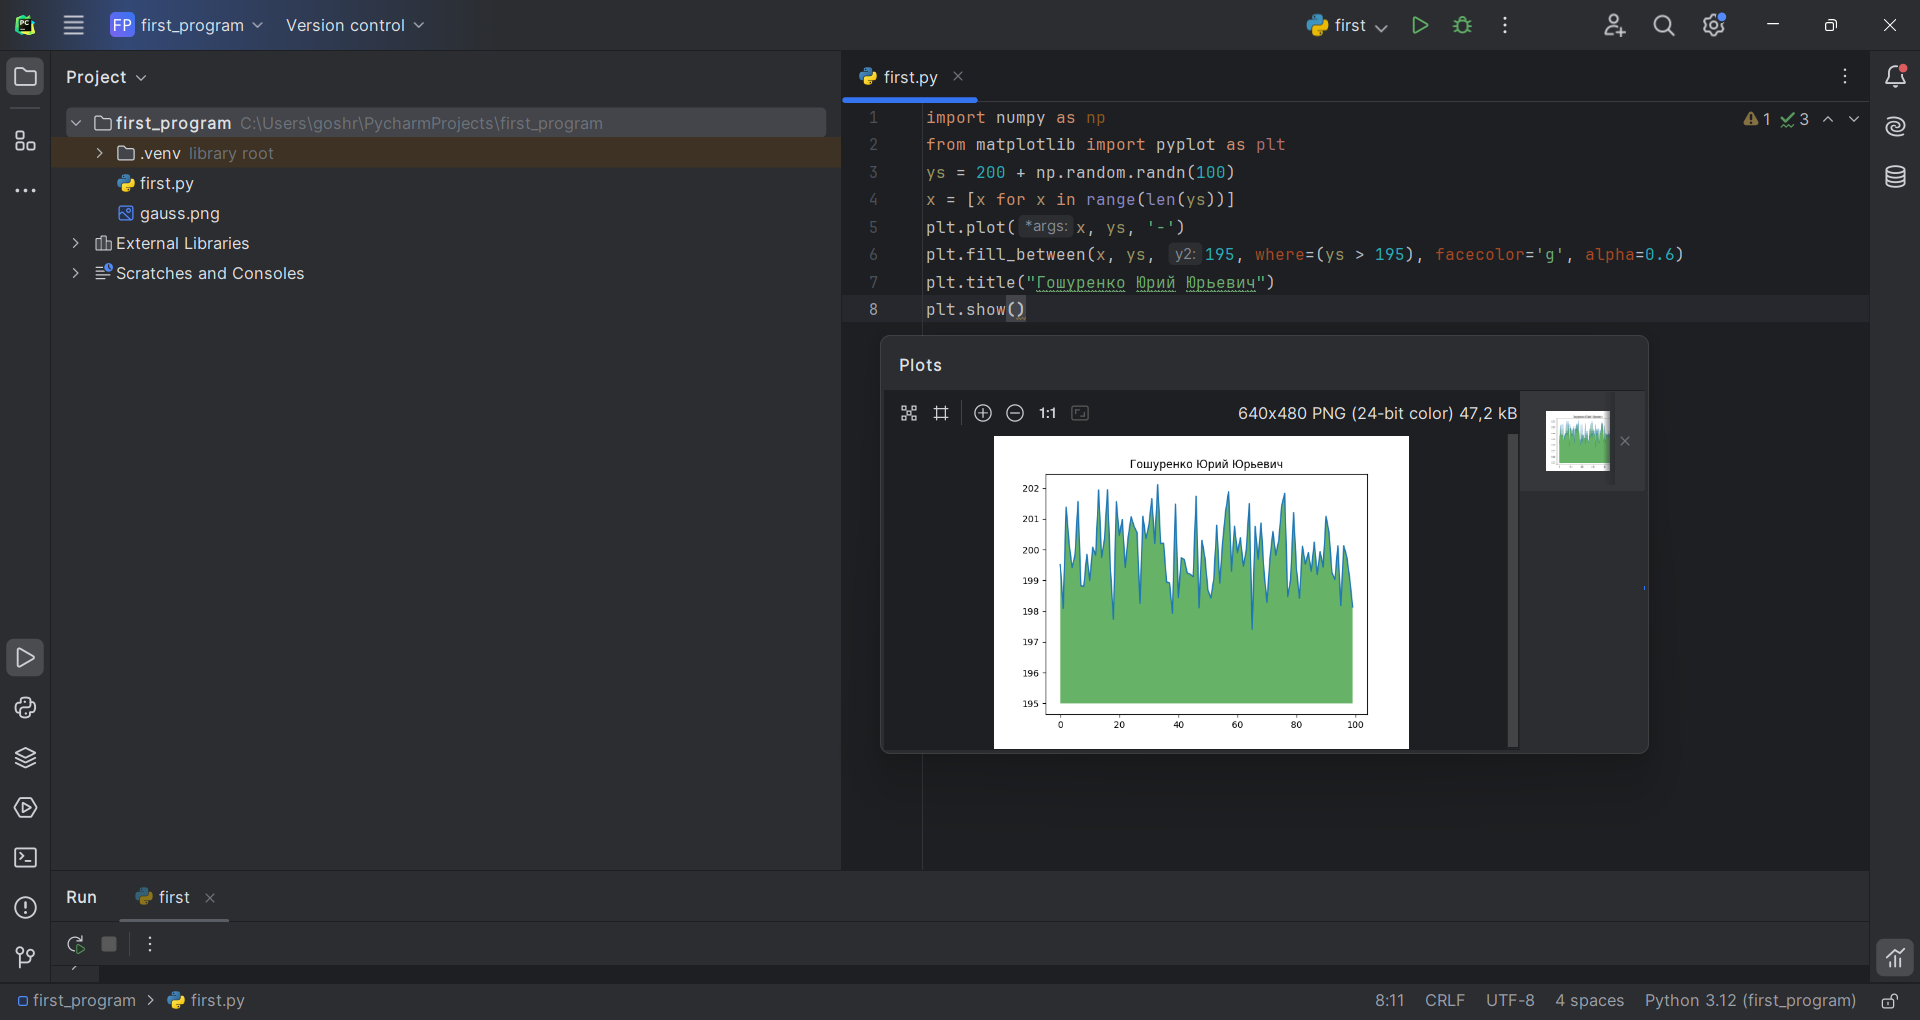 FP first_program Version control first
Project first.py
first_program C:\Users\goshr\PycharmProjects\first_program
.venv library root
first.py
gauss.png
External Libraries
Scratches and Consoles
1 import numpy as np 1 3
2 from matplotlib import pyplot as plt
3 ys = 200 + np.random.randn(100)
4 x = [x for x in range(len(ys))]
5 plt.plot( *args: x, ys, '-')
6 plt.fill_between(x, ys, y2: 195, where=(ys > 195), facecolor='g', alpha=0.6)
7 plt.title("Гошуренко Юрий Юрьевич")
8 plt.show()
Plots
1:1 640x480 PNG (24-bit color) 47,2 kB
Гошуренко Юрий Юрьевич
202
201
200
199
198
197
196
195
0 20 40 60 80 100
Run first
first_program > first.py 8:11 CRLF UTF-8 4 spaces Python 3.12 (first_program)